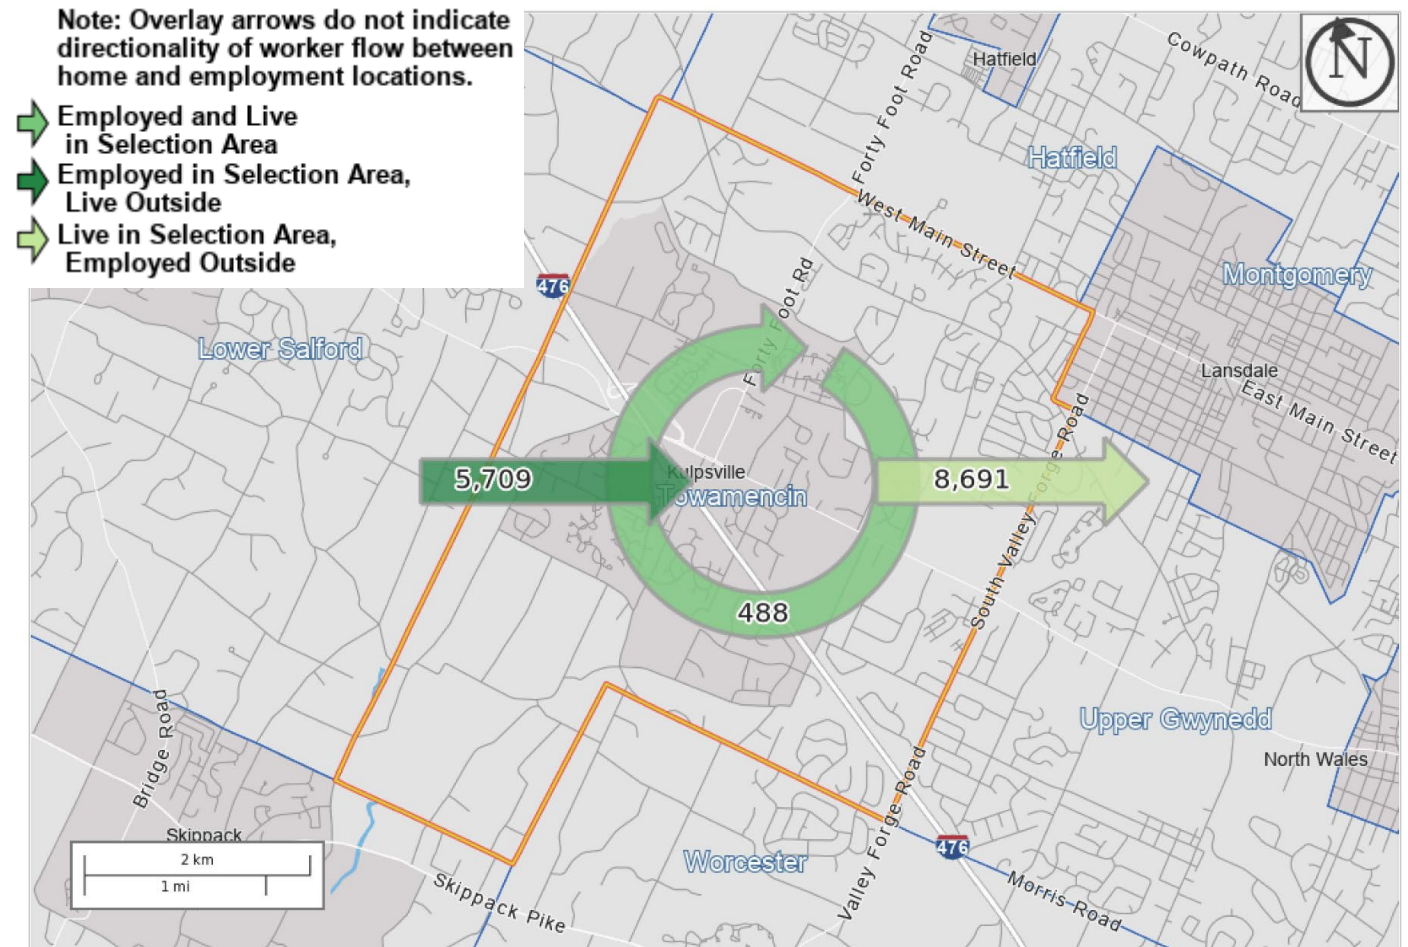 Note: Overlay arrows do not indicate
directionality of worker flow between
home and employment locations.
Employed and Live
in Selection Area
Employed in Selection Area,
Live Outside
Live in Selection Area,
Employed Outside
N
Cowpath Road
Hatfield
Forty Foot Road
Hatfield
West Main Street
Montgomery
476
Forty Foot Rd
Lower Salford
Lansdale
East Main Street
5,709
Kulpsville
Towamencin
8,691
South Valley Forge Road
488
Bridge Road
Upper Gwynedd
North Wales
Skippack
2 km
1 mi
Worcester
476
Valley Forge Road
Skippack Pike
Morris Road